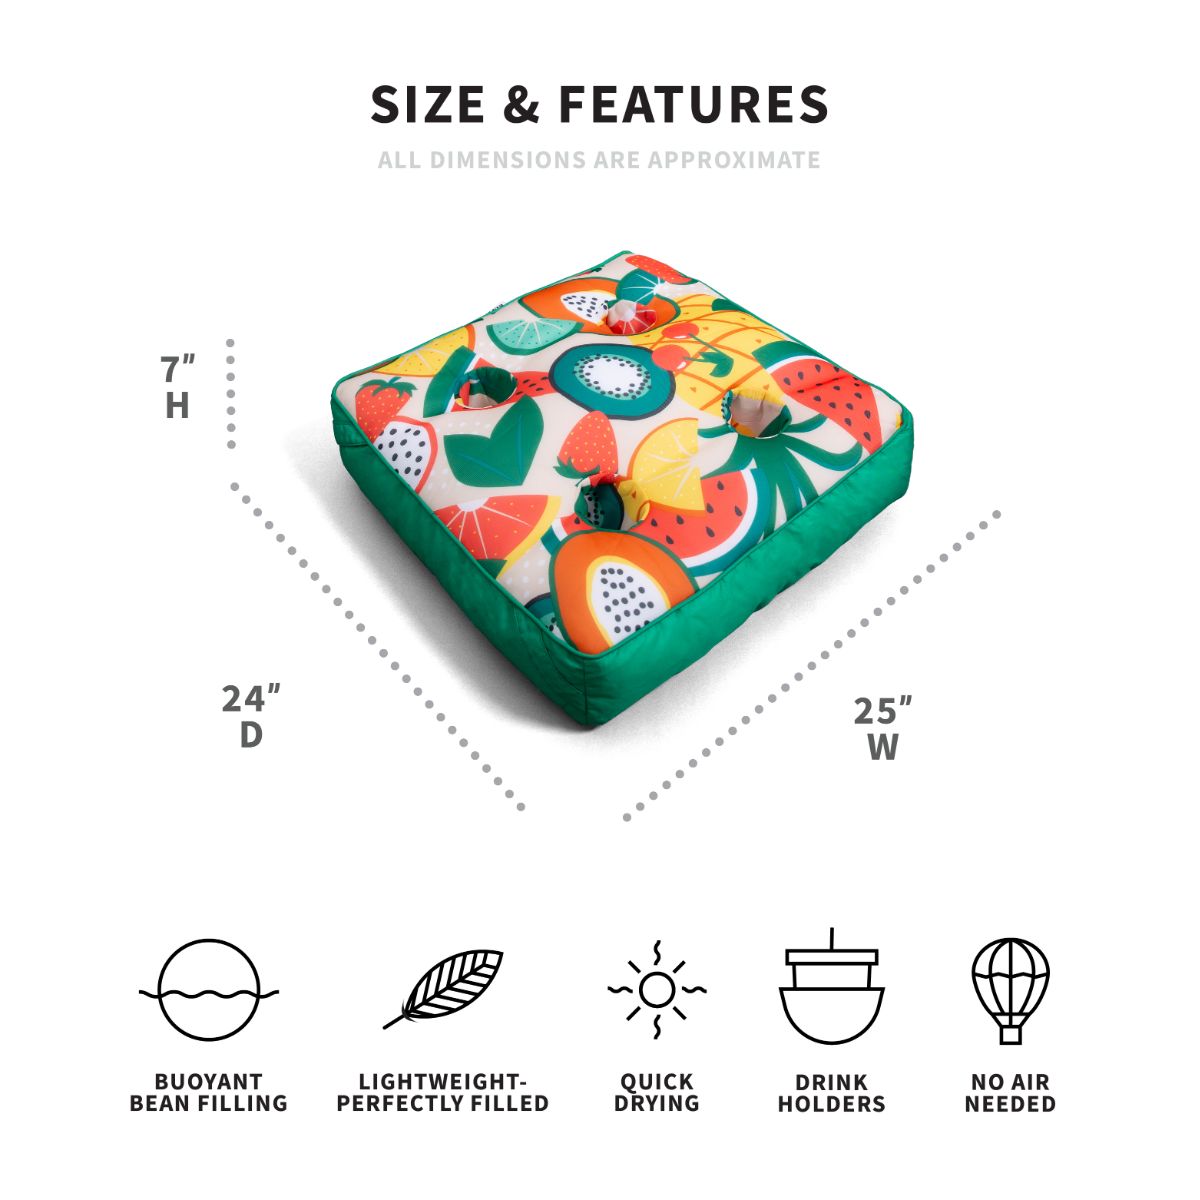 SIZE & FEATURES
ALL DIMENSIONS ARE APPROXIMATE
7″
H
24″
D
25″
W
BUOYANT
BEAN FILLING
LIGHTWEIGHT-
PERFECTLY FILLED
QUICK
DRYING
DRINK
HOLDERS
NO AIR
NEEDED